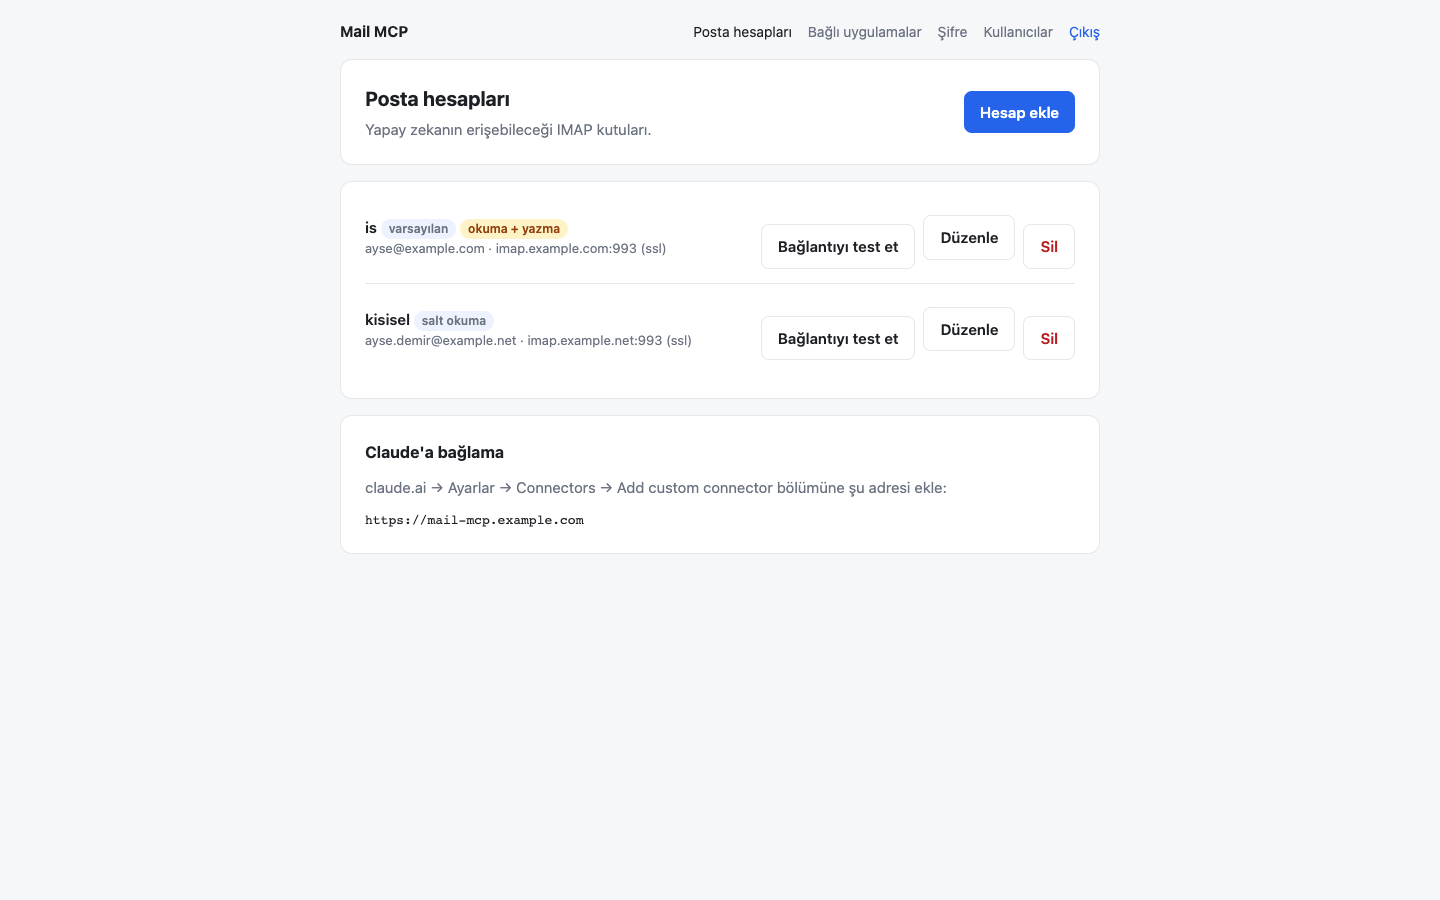 Mail MCP
Posta hesapları Bağlı uygulamalar Şifre Kullanıcılar Çıkış
Posta hesapları
Yapay zekanın erişebileceği IMAP kutuları.
Hesap ekle
is varsayılan okuma + yazma
ayse@example.com · imap.example.com:993 (ssl)
Bağlantıyı test et Düzenle Sil
kisisel salt okuma
ayse.demir@example.net · imap.example.net:993 (ssl)
Bağlantıyı test et Düzenle Sil
Claude'a bağlama
claude.ai → Ayarlar → Connectors → Add custom connector bölümüne şu adresi ekle:
https://mail-mcp.example.com